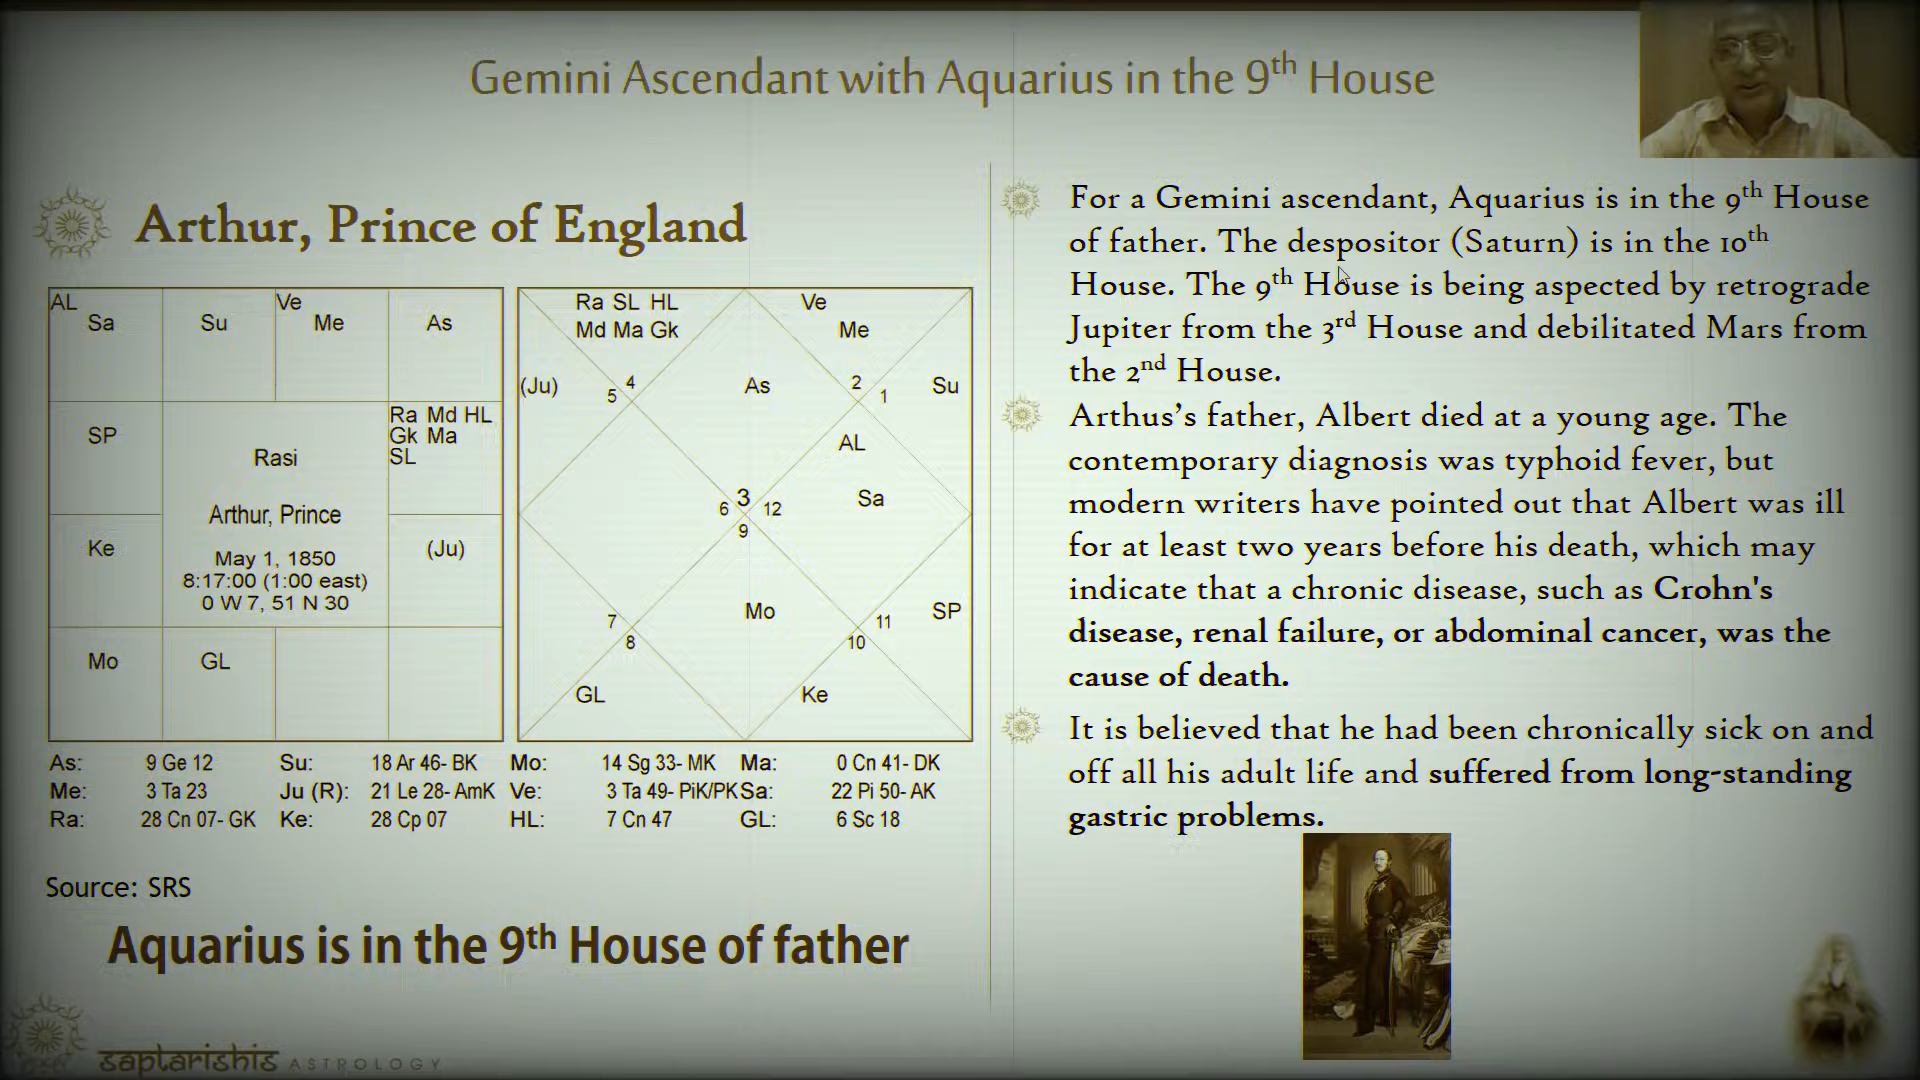 Gemini Ascendant with Aquarius in the 9th House
Arthur, Prince of England
AL
Sa
Su
Ve
Me
As
SP
Rasi
Ra Md HL
Gk Ma
SL
Arthur, Prince
May 1, 1850
8:17:00 (1:00 east)
0 W 7, 51 N 30
Ke
(Ju)
Mo
GL
Ra SL HL
Md Ma Gk
Ve
Me
(Ju)
5
4
As
2
1
Su
AL
Sa
6
3
12
9
Mo
7
8
11
10
SP
GL
Ke
As: 9 Ge 12 Su: 18 Ar 46- BK Mo: 14 Sg 33- MK Ma: 0 Cn 41- DK
Me: 3 Ta 23 Ju (R): 21 Le 28- AmK Ve: 3 Ta 49- PiK/PK Sa: 22 Pi 50- AK
Ra: 28 Cn 07- GK Ke: 28 Cp 07 HL: 7 Cn 47 GL: 6 Sc 18
Source: SRS
Aquarius is in the 9th House of father
For a Gemini ascendant, Aquarius is in the 9th House
of father. The despositor (Saturn) is in the 10th
House. The 9th House is being aspected by retrograde
Jupiter from the 3rd House and debilitated Mars from
the 2nd House.
Arthus's father, Albert died at a young age. The
contemporary diagnosis was typhoid fever, but
modern writers have pointed out that Albert was ill
for at least two years before his death, which may
indicate that a chronic disease, such as Crohn's
disease, renal failure, or abdominal cancer, was the
cause of death.
It is believed that he had been chronically sick on and
off all his adult life and suffered from long-standing
gastric problems.
saptarishis ASTROLOGY